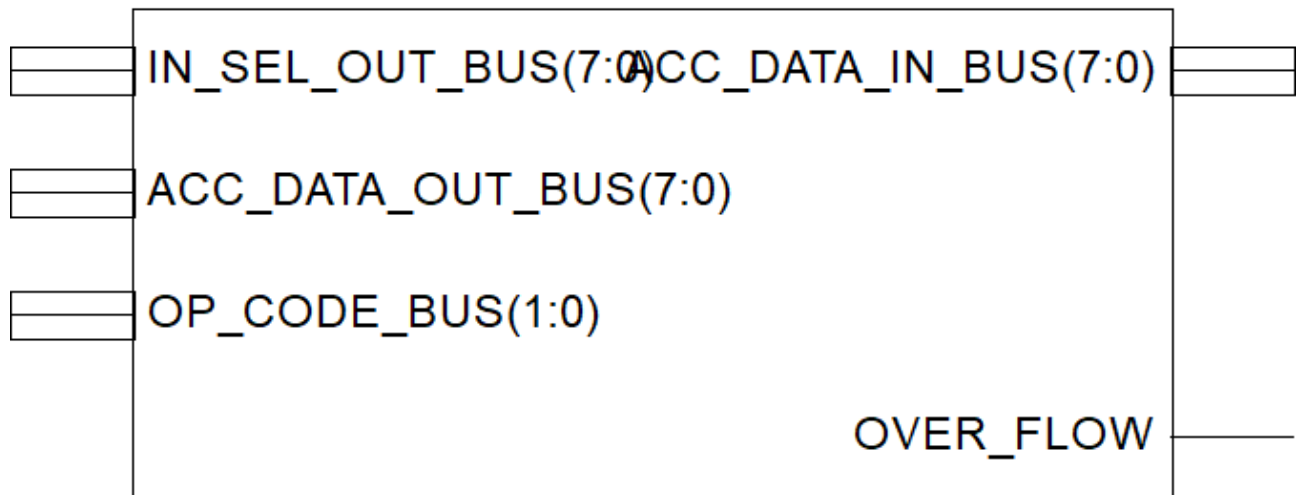 IN_SEL_OUT_BUS(7:0) ACC_DATA_IN_BUS(7:0)
ACC_DATA_OUT_BUS(7:0)
OP_CODE_BUS(1:0)
OVER_FLOW